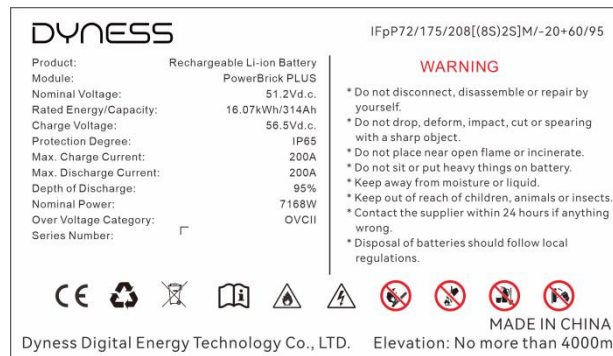 DYNESS
IFpP72/175/208[(8S)2S]M/-20+60/95
Product: Rechargeable Li-ion Battery
Module: PowerBrick PLUS
Nominal Voltage: 51.2Vd.c.
Rated Energy/Capacity: 16.07kWh/314Ah
Charge Voltage: 56.5Vd.c.
Protection Degree: IP65
Max. Charge Current: 200A
Max. Discharge Current: 200A
Depth of Discharge: 95%
Nominal Power: 7168W
Over Voltage Category: OVCII
Series Number:
WARNING
* Do not disconnect, disassemble or repair by
yourself.
* Do not drop, deform, impact, cut or spearing
with a sharp object.
* Do not place near open flame or incinerate.
* Do not sit or put heavy things on battery.
* Keep away from moisture or liquid.
* Keep out of reach of children, animals or insects.
* Contact the supplier within 24 hours if anything
wrong.
* Disposal of batteries should follow local
regulations.
CE
MADE IN CHINA
Dyness Digital Energy Technology Co., LTD. Elevation: No more than 4000m